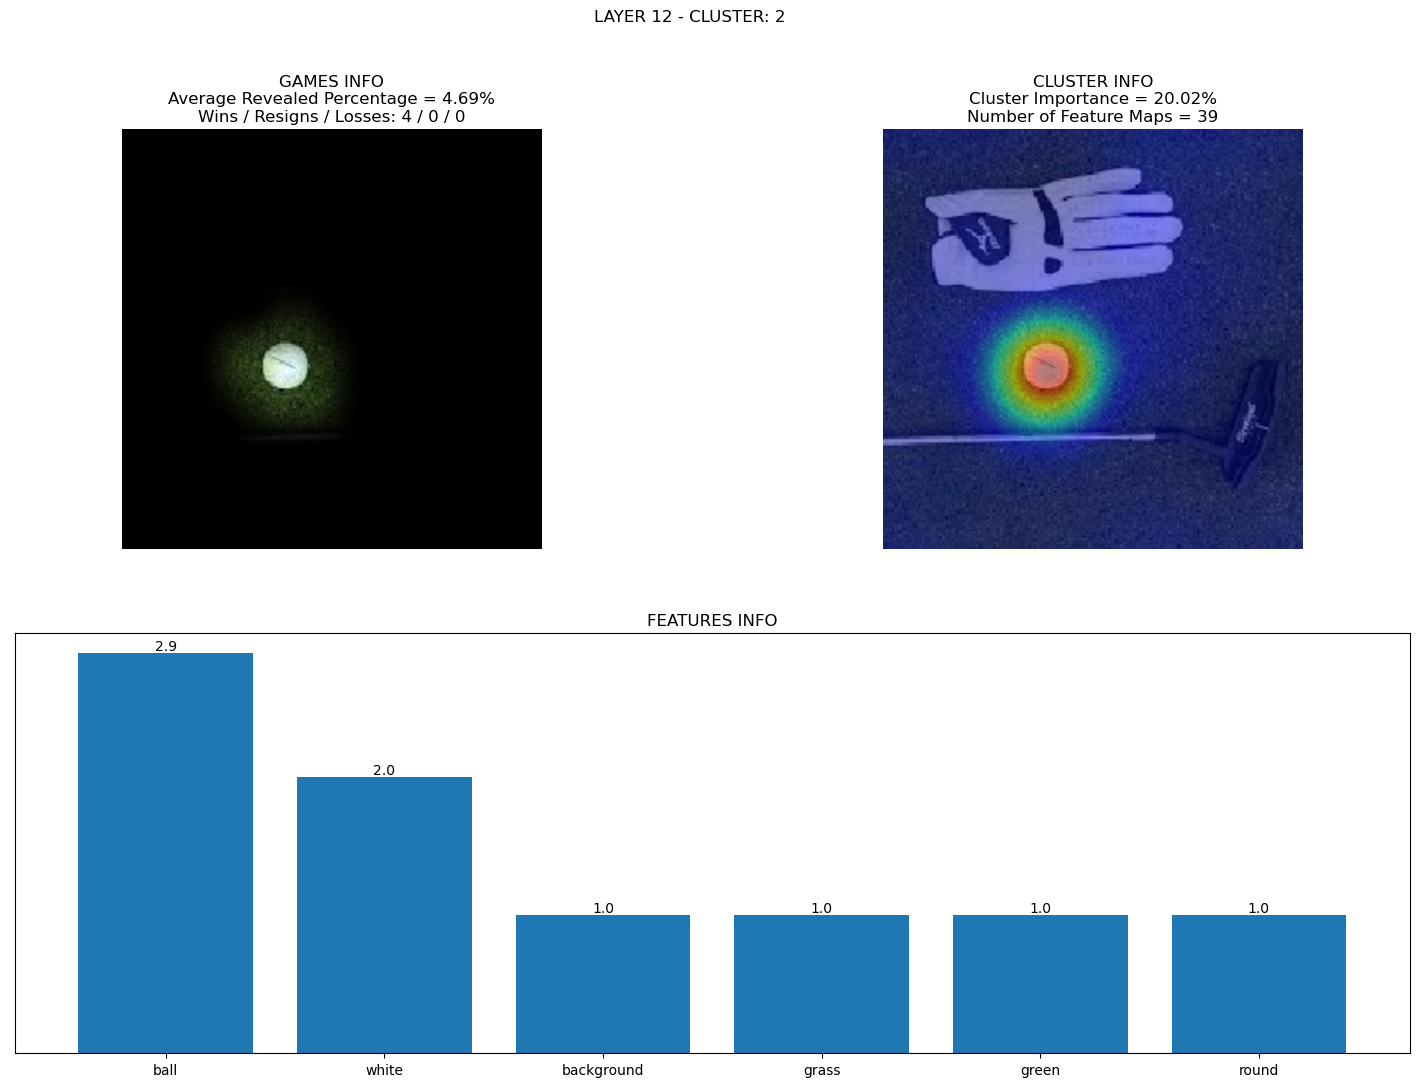 LAYER 12 - CLUSTER: 2
GAMES INFO
Average Revealed Percentage = 4.69%
Wins / Resigns / Losses: 4 / 0 / 0
CLUSTER INFO
Cluster Importance = 20.02%
Number of Feature Maps = 39
FEATURES INFO
2.9
2.0
1.0
1.0
1.0
1.0
ball
white
background
grass
green
round